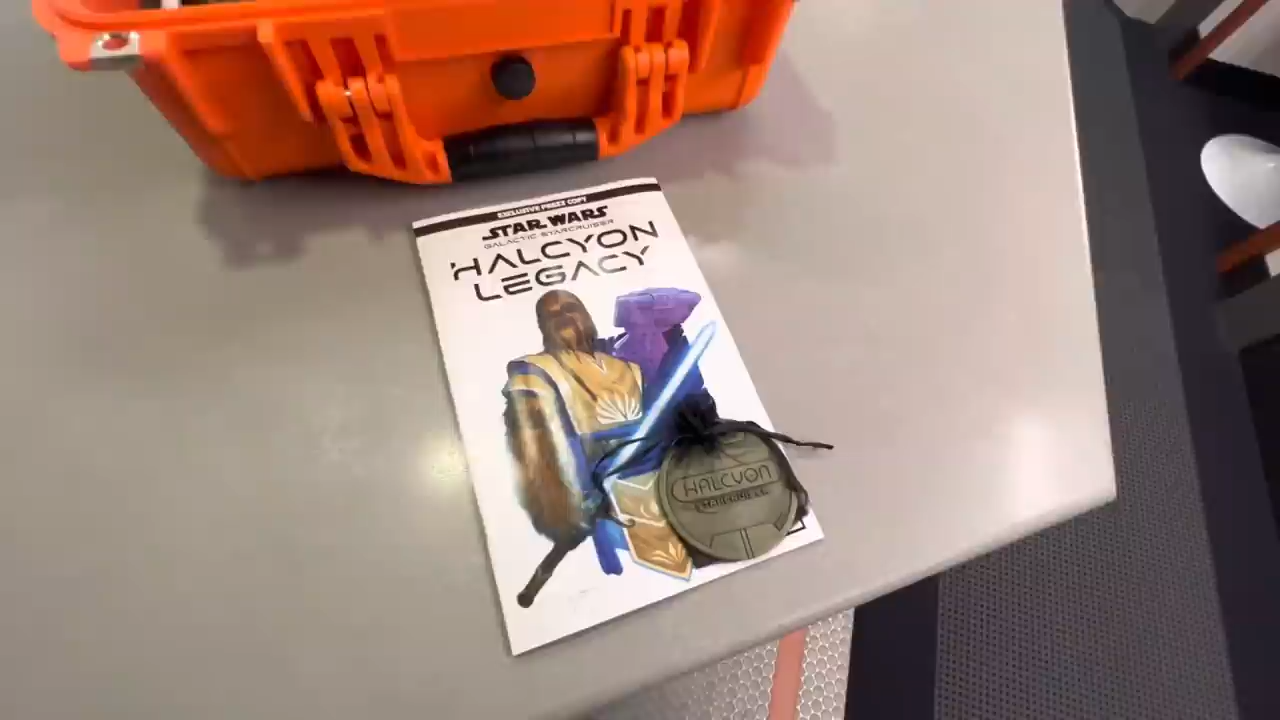 EXCLUSIVE PRESS COPY
STAR WARS
GALACTIC STARCRUISER
HALCYON
LEGACY
HALCYON